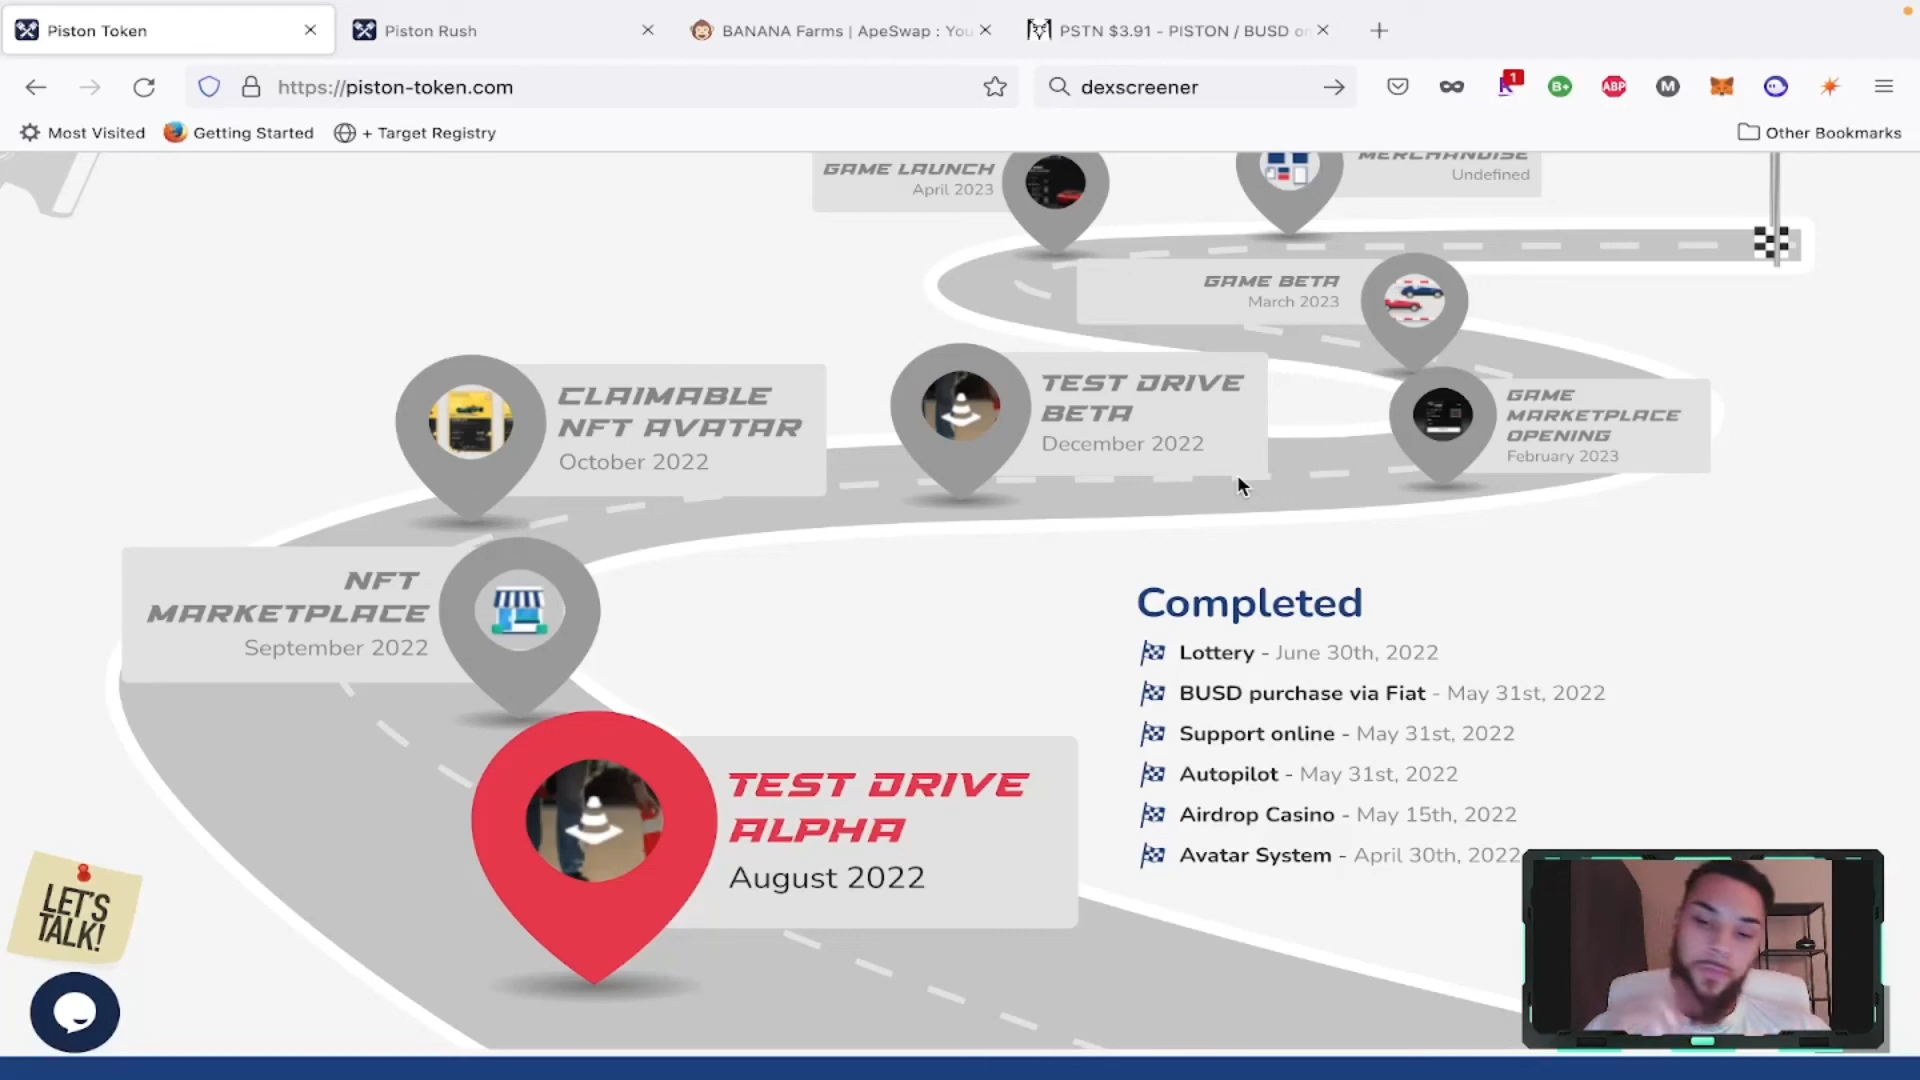 Piston Token
Piston Rush
BANANA Farms | ApeSwap : You
PSTN $3.91 - PISTON / BUSD on
https://piston-token.com
dexscreener
1
B+
ABP
M
Most Visited
Getting Started
+ Target Registry
Other Bookmarks
GAME LAUNCH
April 2023
MERCHANDISE
Undefined
GAME BETA
March 2023
CLAIMABLE
NFT AVATAR
October 2022
TEST DRIVE
BETA
December 2022
GAME
MARKETPLACE
OPENING
February 2023
NFT
MARKETPLACE
September 2022
TEST DRIVE
ALPHA
August 2022
Completed
Lottery - June 30th, 2022
BUSD purchase via Fiat - May 31st, 2022
Support online - May 31st, 2022
Autopilot - May 31st, 2022
Airdrop Casino - May 15th, 2022
Avatar System - April 30th, 2022
LET'S
TALK!